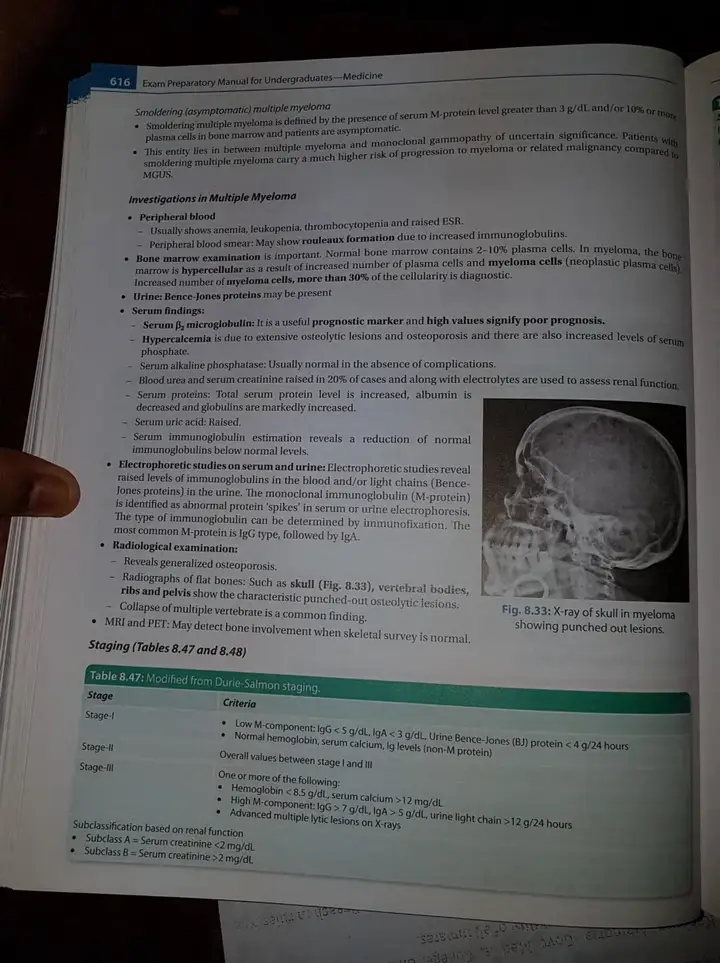 616 Exam Preparatory Manual for Undergraduates—Medicine
Smoldering (asymptomatic) multiple myeloma
• Smoldering multiple myeloma is defined by the presence of serum M-protein level greater than 3 g/dL and/or 10% or more
plasma cells in bone marrow and patients are asymptomatic.
• This entity lies in between multiple myeloma and monoclonal gammopathy of uncertain significance. Patients with
smoldering multiple myeloma carry a much higher risk of progression to myeloma or related malignancy compared to
MGUS.
Investigations in Multiple Myeloma
• Peripheral blood
– Usually shows anemia, leukopenia, thrombocytopenia and raised ESR.
– Peripheral blood smear: May show rouleaux formation due to increased immunoglobulins.
• Bone marrow examination is important. Normal bone marrow contains 2–10% plasma cells. In myeloma, the bone
marrow is hypercellular as a result of increased number of plasma cells and myeloma cells (neoplastic plasma cells).
Increased number of myeloma cells, more than 30% of the cellularity is diagnostic.
• Urine: Bence-Jones proteins may be present
• Serum findings:
– Serum β2 microglobulin: It is a useful prognostic marker and high values signify poor prognosis.
– Hypercalcemia is due to extensive osteolytic lesions and osteoporosis and there are also increased levels of serum
phosphate.
– Serum alkaline phosphatase: Usually normal in the absence of complications.
– Blood urea and serum creatinine raised in 20% of cases and along with electrolytes are used to assess renal function.
– Serum proteins: Total serum protein level is increased, albumin is
decreased and globulins are markedly increased.
– Serum uric acid: Raised.
– Serum immunoglobulin estimation reveals a reduction of normal
immunoglobulins below normal levels.
• Electrophoretic studies on serum and urine: Electrophoretic studies reveal
raised levels of immunoglobulins in the blood and/or light chains (Bence-
Jones proteins) in the urine. The monoclonal immunoglobulin (M-protein)
is identified as abnormal protein 'spikes' in serum or urine electrophoresis.
The type of immunoglobulin can be determined by immunofixation. The
most common M-protein is IgG type, followed by IgA.
• Radiological examination:
– Reveals generalized osteoporosis.
– Radiographs of flat bones: Such as skull (Fig. 8.33), vertebral bodies,
ribs and pelvis show the characteristic punched-out osteolytic lesions.
– Collapse of multiple vertebrate is a common finding.
• MRI and PET: May detect bone involvement when skeletal survey is normal.
Fig. 8.33: X-ray of skull in myeloma
showing punched out lesions.
Staging (Tables 8.47 and 8.48)
Table 8.47: Modified from Durie-Salmon staging.
Stage Criteria
Stage-I • Low M-component: IgG < 5 g/dL, IgA < 3 g/dL, Urine Bence-Jones (BJ) protein < 4 g/24 hours
• Normal hemoglobin, serum calcium, Ig levels (non-M protein)
Stage-II Overall values between stage I and III
Stage-III One or more of the following:
• Hemoglobin < 8.5 g/dL, serum calcium >12 mg/dL
• High M-component: IgG > 7 g/dL, IgA > 5 g/dL, urine light chain >12 g/24 hours
• Advanced multiple lytic lesions on X-rays
Subclassification based on renal function
• Subclass A = Serum creatinine <2 mg/dL
• Subclass B = Serum creatinine >2 mg/dL